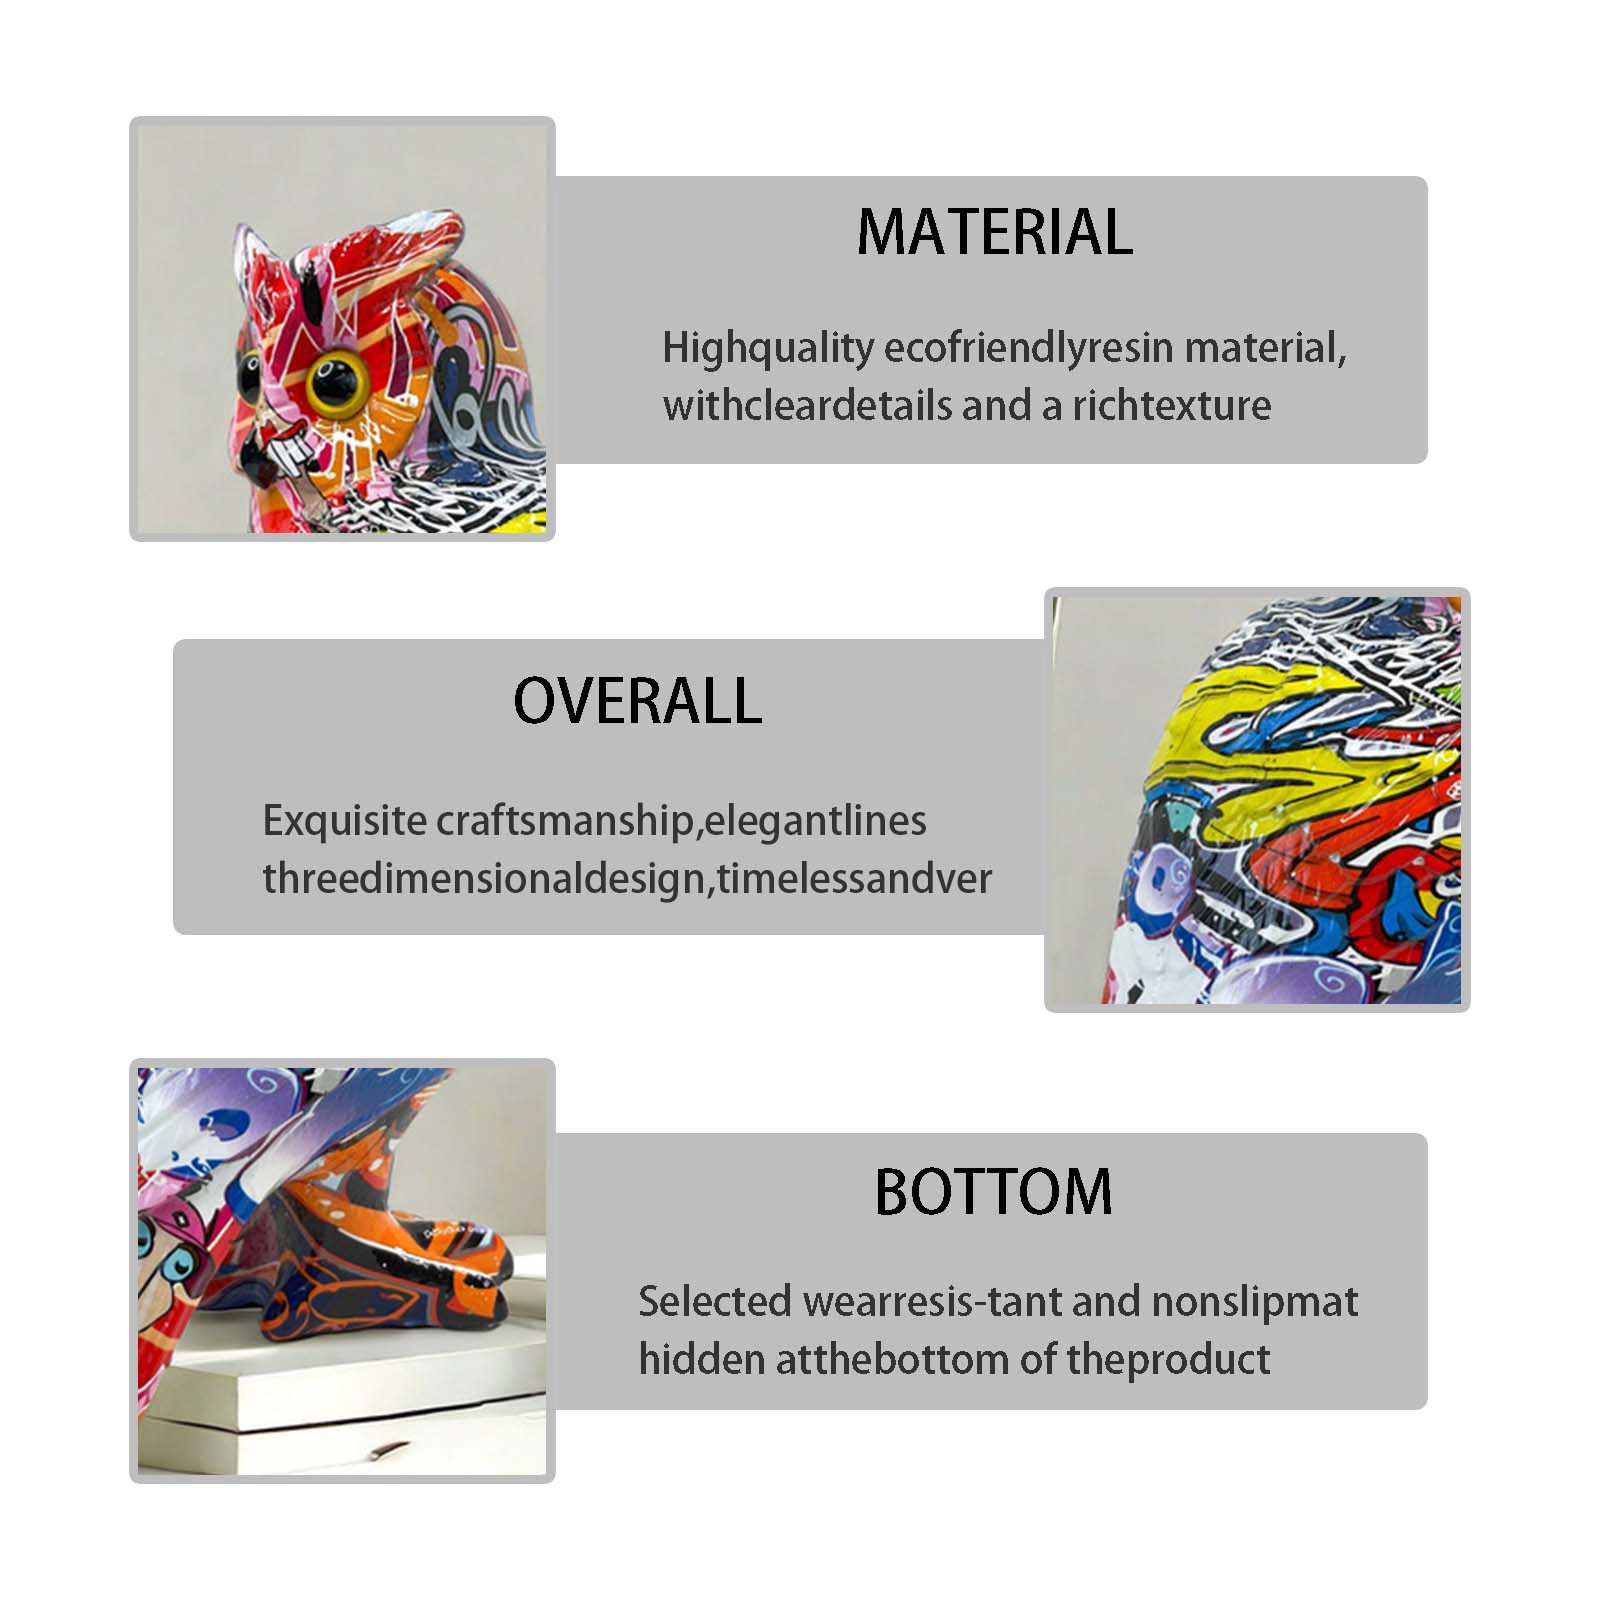 MATERIAL
Highquality ecofriendlyresin material,
withcleardetails and a richtexture
OVERALL
Exquisite craftsmanship,elegantlines
threedimensionaldesign,timelessandver
BOTTOM
Selected wearresis-tant and nonslipmat
hidden atthebottom of theproduct